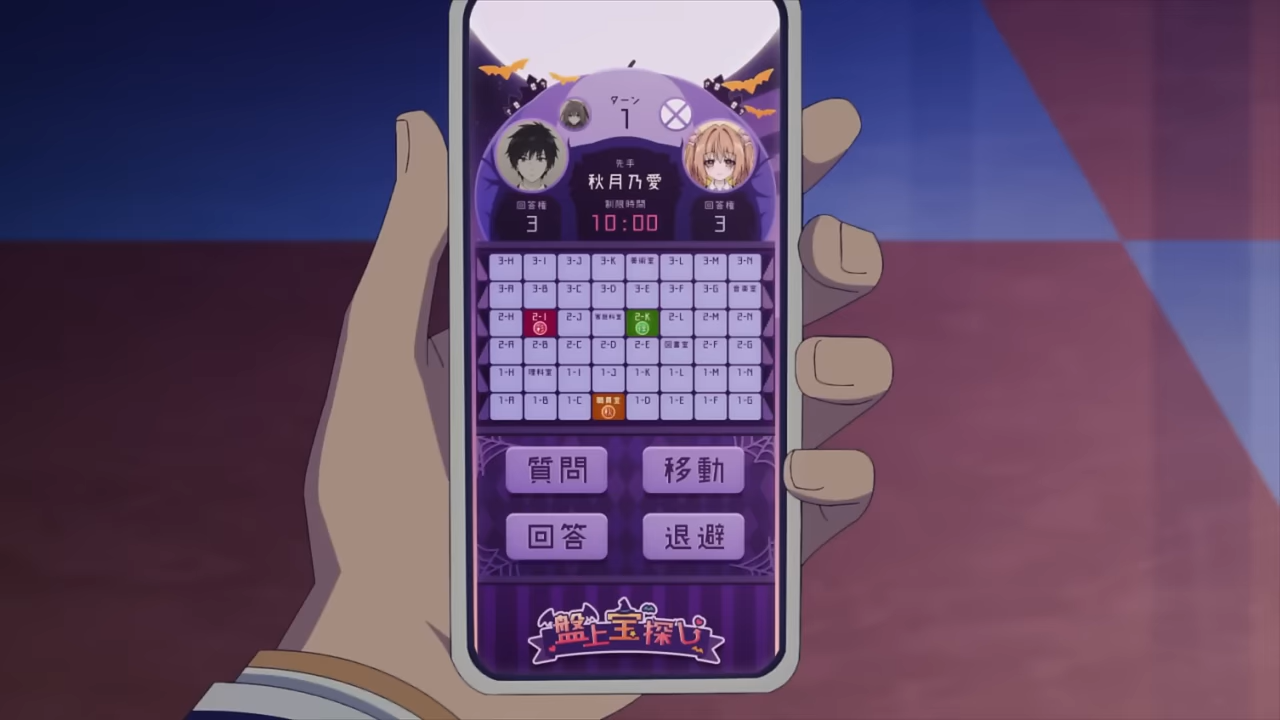 ターン
1
先手
秋月乃愛
回答権
3
制限時間
10:00
回答権
3
3-H 3-I 3-J 3-K 美術室 3-L 3-M 3-N
3-A 3-B 3-C 3-D 3-E 3-F 3-G 音楽室
2-H 2-I 2-J 家庭科室 2-K 2-L 2-M 2-N
2-A 2-B 2-C 2-D 2-E 図書室 2-F 2-G
1-H 理科室 1-I 1-J 1-K 1-L 1-M 1-N
1-A 1-B 1-C 職員室 1-D 1-E 1-F 1-G
質問 移動
回答 退避
盤上宝探し